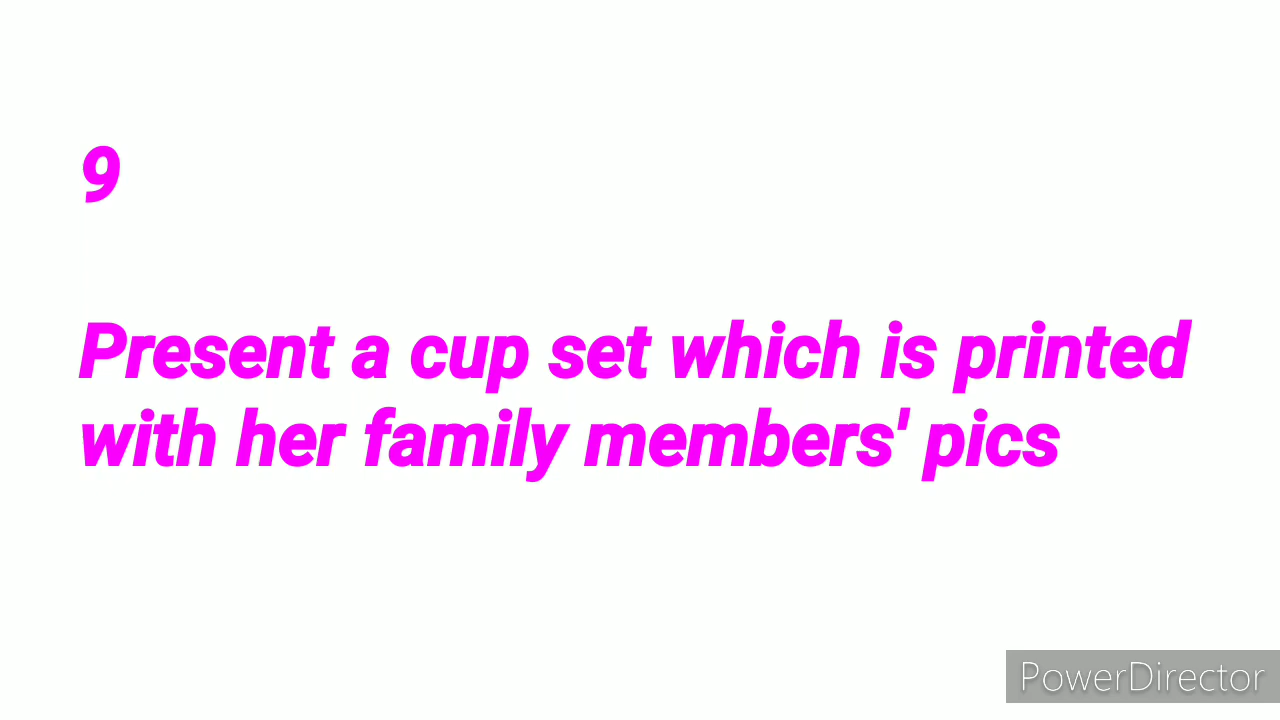 9
Present a cup set which is printed
with her family members' pics
PowerDirector